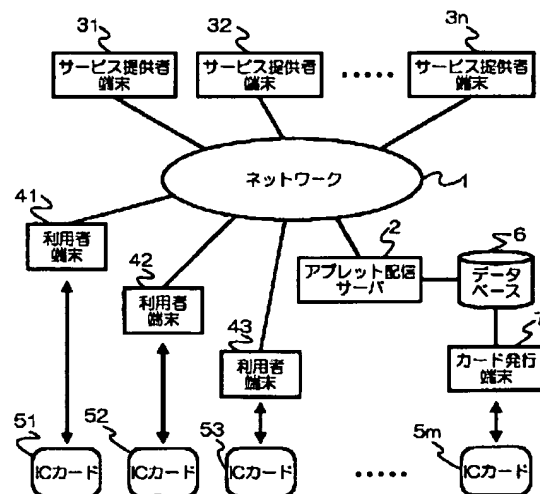 31
32
3n
サービス提供者
端末
サービス提供者
端末
・・・・・
サービス提供者
端末
ネットワーク
1
41
利用者
端末
42
利用者
端末
43
利用者
端末
2
アプレット配信
サーバ
6
データ
ベース
7
カード発行
端末
51
ICカード
52
ICカード
53
ICカード
・・・・・
5m
ICカード